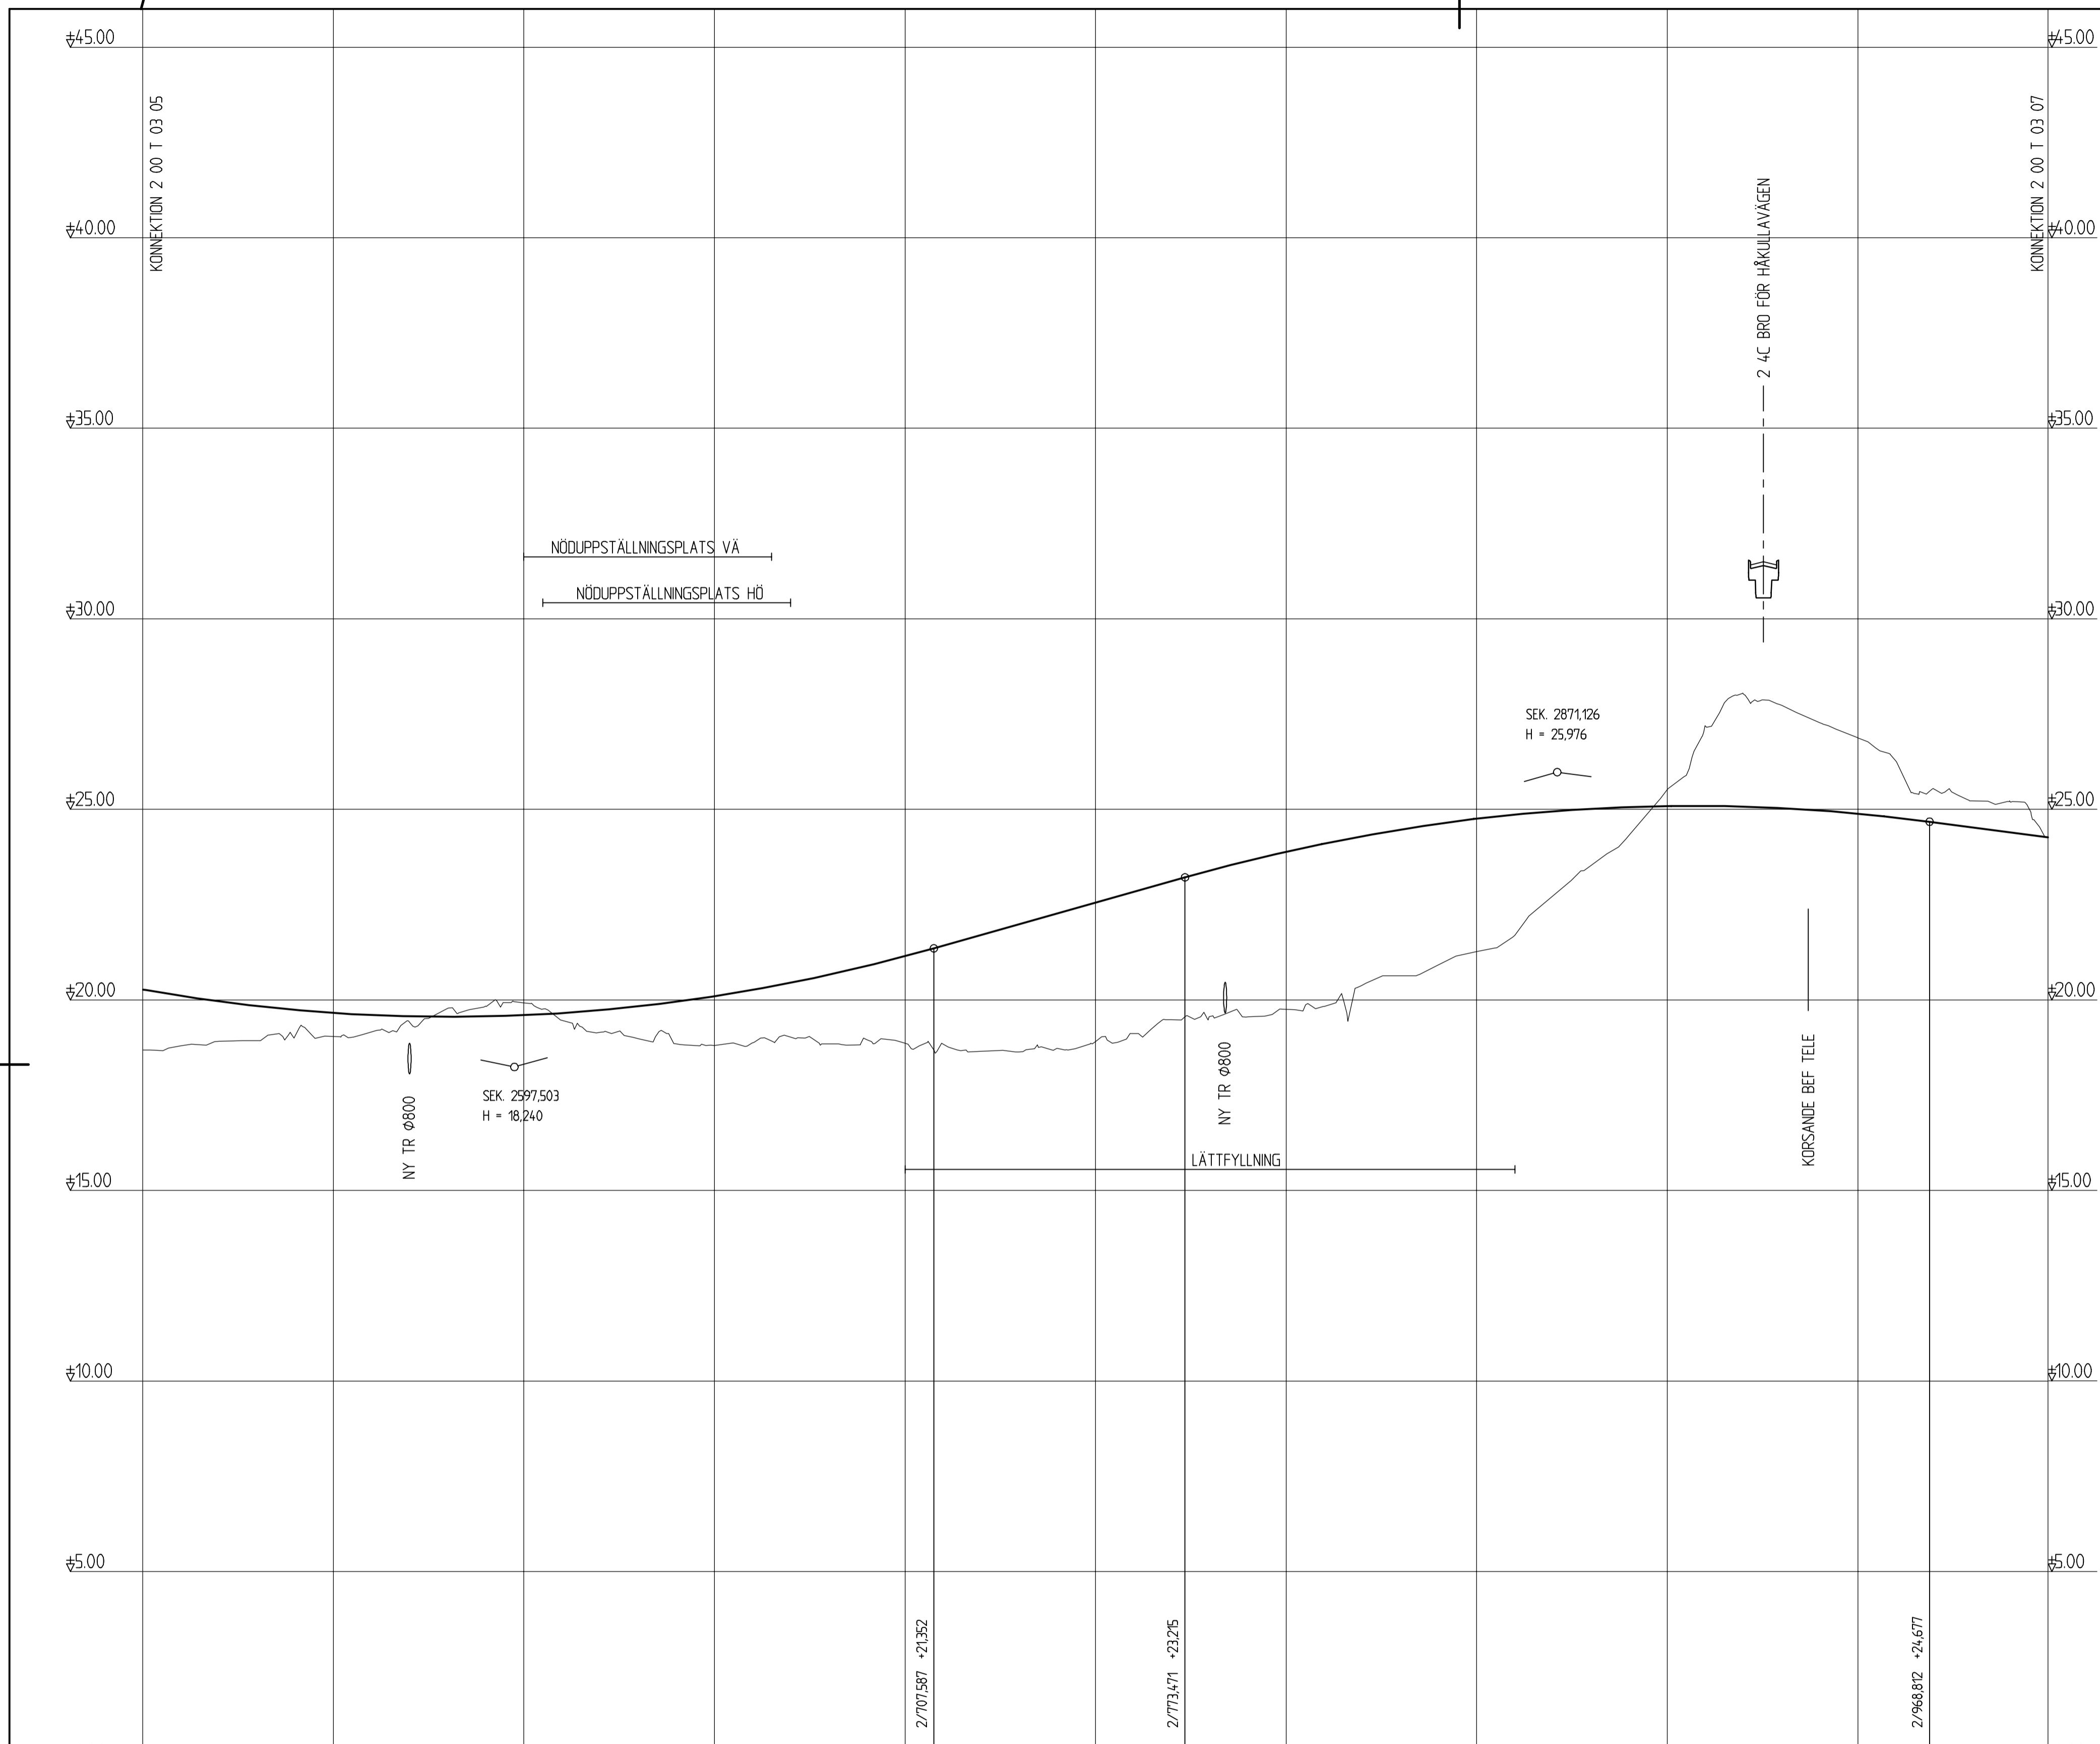 ±45.00
±45.00
KONNEKTION 2 00 T 03 05
KONNEKTION 2 00 T 03 07
2 4C BRO FÖR HÅKULLAVÄGEN
±40.00
±40.00
±35.00
±35.00
NÖDUPPSTÄLLNINGSPLATS VÄ
NÖDUPPSTÄLLNINGSPLATS HÖ
±30.00
±30.00
SEK. 2871,126
H = 25,976
±25.00
±25.00
±20.00
±20.00
NY TR Ø800
SEK. 2597,503
H = 18,240
NY TR Ø800
KORSANDE BEF TELE
LÄTTFYLLNING
±15.00
±15.00
±10.00
±10.00
±5.00
±5.00
2/707,587 +21,352
2/773,471 +23,215
2/968,812 +24,677